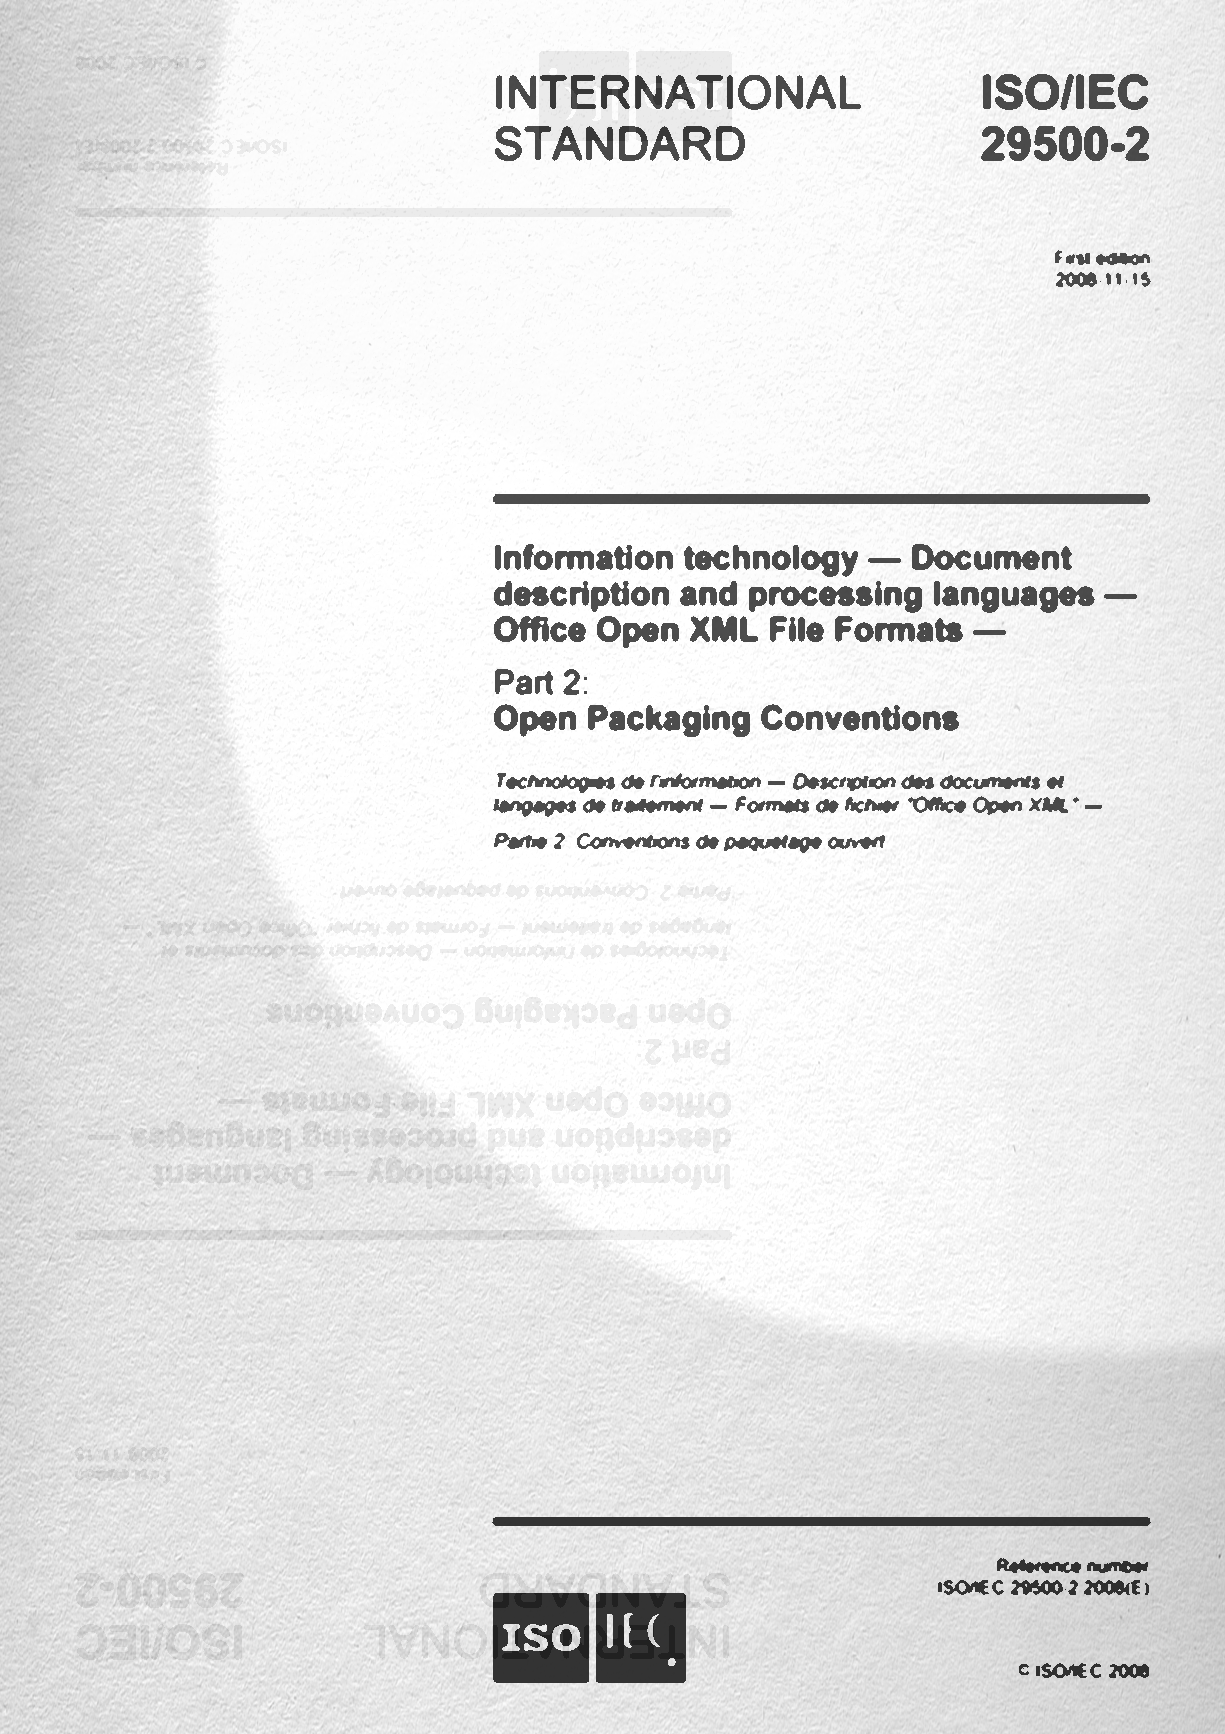 INTERNATIONAL
STANDARD
ISO/IEC
29500-2
First edition
2008-11-15
Information technology — Document
description and processing languages —
Office Open XML File Formats —
Part 2:
Open Packaging Conventions
Technologies de l'information — Description des documents et
langages de traitement — Formats de fichier "Office Open XML" —
Partie 2 Conventions de paquetage ouvert
Reference number
ISO/IEC 29500-2:2008(E)
ISO IEC
© ISO/IEC 2008